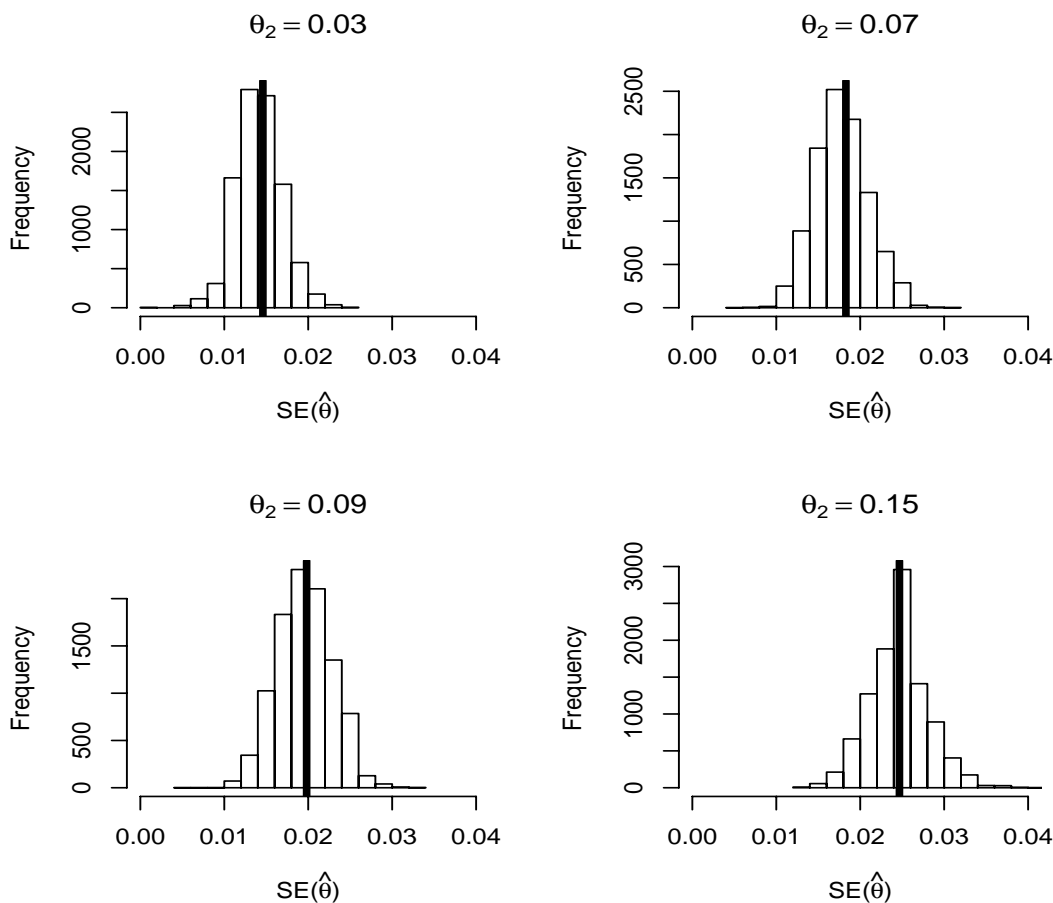 θ₂ = 0.03
Frequency
0 1000 2000
0.00 0.01 0.02 0.03 0.04
SE(θ̂)
θ₂ = 0.07
Frequency
0 500 1500 2500
0.00 0.01 0.02 0.03 0.04
SE(θ̂)
θ₂ = 0.09
Frequency
0 500 1500
0.00 0.01 0.02 0.03 0.04
SE(θ̂)
θ₂ = 0.15
Frequency
0 1000 2000 3000
0.00 0.01 0.02 0.03 0.04
SE(θ̂)